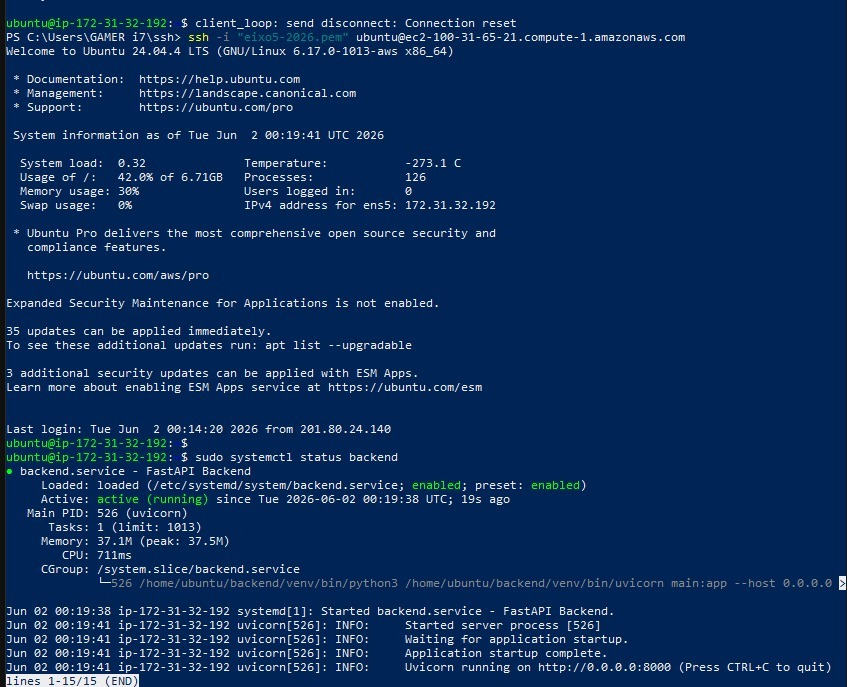 ubuntu@ip-172-31-32-192: $ client_loop: send disconnect: Connection reset
PS C:\Users\GAMER i7\ssh> ssh -i "eixo5-2026.pem" ubuntu@ec2-100-31-65-21.compute-1.amazonaws.com
Welcome to Ubuntu 24.04.4 LTS (GNU/Linux 6.17.0-1013-aws x86_64)
* Documentation: https://help.ubuntu.com
* Management: https://landscape.canonical.com
* Support: https://ubuntu.com/pro
System information as of Tue Jun 2 00:19:41 UTC 2026
System load: 0.32 Temperature: -273.1 C
Usage of /: 42.0% of 6.71GB Processes: 126
Memory usage: 30% Users logged in: 0
Swap usage: 0% IPv4 address for ens5: 172.31.32.192
* Ubuntu Pro delivers the most comprehensive open source security and
compliance features.
https://ubuntu.com/aws/pro
Expanded Security Maintenance for Applications is not enabled.
35 updates can be applied immediately.
To see these additional updates run: apt list --upgradable
3 additional security updates can be applied with ESM Apps.
Learn more about enabling ESM Apps service at https://ubuntu.com/esm
Last login: Tue Jun 2 00:14:20 2026 from 201.80.24.140
ubuntu@ip-172-31-32-192: $
ubuntu@ip-172-31-32-192: $ sudo systemctl status backend
● backend.service - FastAPI Backend
Loaded: loaded (/etc/systemd/system/backend.service; enabled; preset: enabled)
Active: active (running) since Tue 2026-06-02 00:19:38 UTC; 19s ago
Main PID: 526 (uvicorn)
Tasks: 1 (limit: 1013)
Memory: 37.1M (peak: 37.5M)
CPU: 711ms
CGroup: /system.slice/backend.service
└─526 /home/ubuntu/backend/venv/bin/python3 /home/ubuntu/backend/venv/bin/uvicorn main:app --host 0.0.0.0 >
Jun 02 00:19:38 ip-172-31-32-192 systemd[1]: Started backend.service - FastAPI Backend.
Jun 02 00:19:41 ip-172-31-32-192 uvicorn[526]: INFO: Started server process [526]
Jun 02 00:19:41 ip-172-31-32-192 uvicorn[526]: INFO: Waiting for application startup.
Jun 02 00:19:41 ip-172-31-32-192 uvicorn[526]: INFO: Application startup complete.
Jun 02 00:19:41 ip-172-31-32-192 uvicorn[526]: INFO: Uvicorn running on http://0.0.0.0:8000 (Press CTRL+C to quit)
lines 1-15/15 (END)